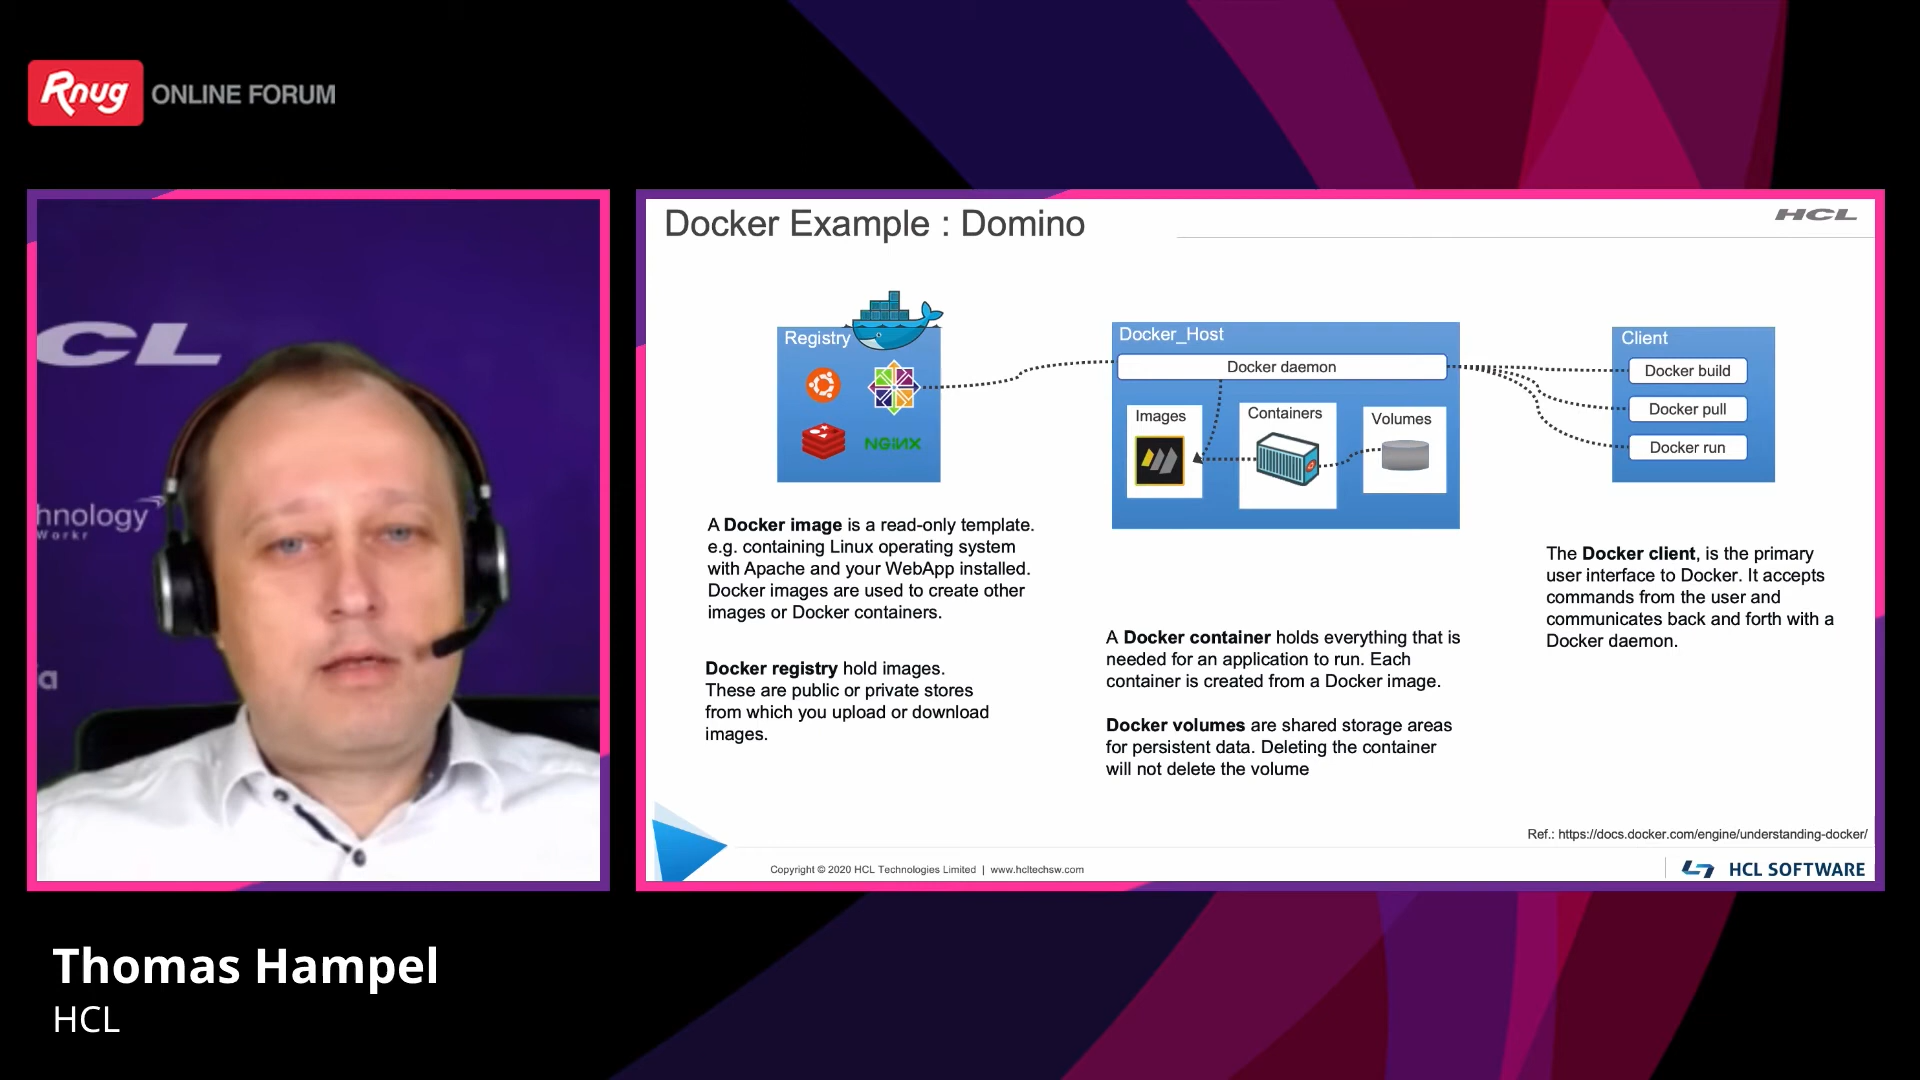 Rnug ONLINE FORUM
CL
hnology
Workr
a
Thomas Hampel
HCL
Docker Example : Domino
HCL
Registry
NGiNX
Docker_Host
Docker daemon
Images
Containers
Volumes
Client
Docker build
Docker pull
Docker run
A Docker image is a read-only template.
e.g. containing Linux operating system
with Apache and your WebApp installed.
Docker images are used to create other
images or Docker containers.
Docker registry hold images.
These are public or private stores
from which you upload or download
images.
A Docker container holds everything that is
needed for an application to run. Each
container is created from a Docker image.
Docker volumes are shared storage areas
for persistent data. Deleting the container
will not delete the volume
The Docker client, is the primary
user interface to Docker. It accepts
commands from the user and
communicates back and forth with a
Docker daemon.
Ref.: https://docs.docker.com/engine/understanding-docker/
Copyright © 2020 HCL Technologies Limited | www.hcltechsw.com
HCL SOFTWARE